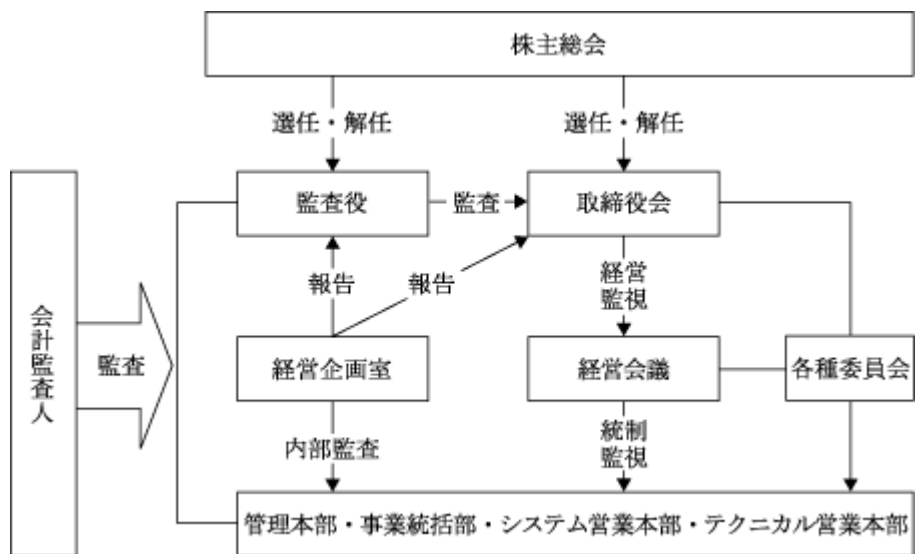 株主総会
選任・解任
選任・解任
監査役
監査
取締役会
報告
報告
経営
監視
会計監査人
監査
経営企画室
経営会議
各種委員会
内部監査
統制
監視
管理本部・事業統括部・システム営業本部・テクニカル営業本部